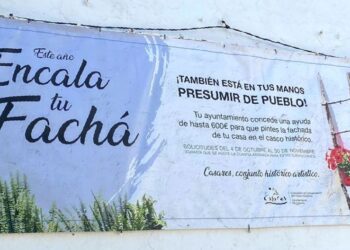 Este año
Encala
tu
Fachá
¡TAMBIÉN ESTÁ EN TUS MANOS
PRESUMIR DE PUEBLO!
Tu ayuntamiento concede una ayuda
de hasta 600€ para que pintes la fachada
de tu casa en el casco histórico.
SOLICITUDES DEL 4 DE OCTUBRE AL 30 DE NOVIEMBRE
Casares, conjunto histórico artístico.
Casares